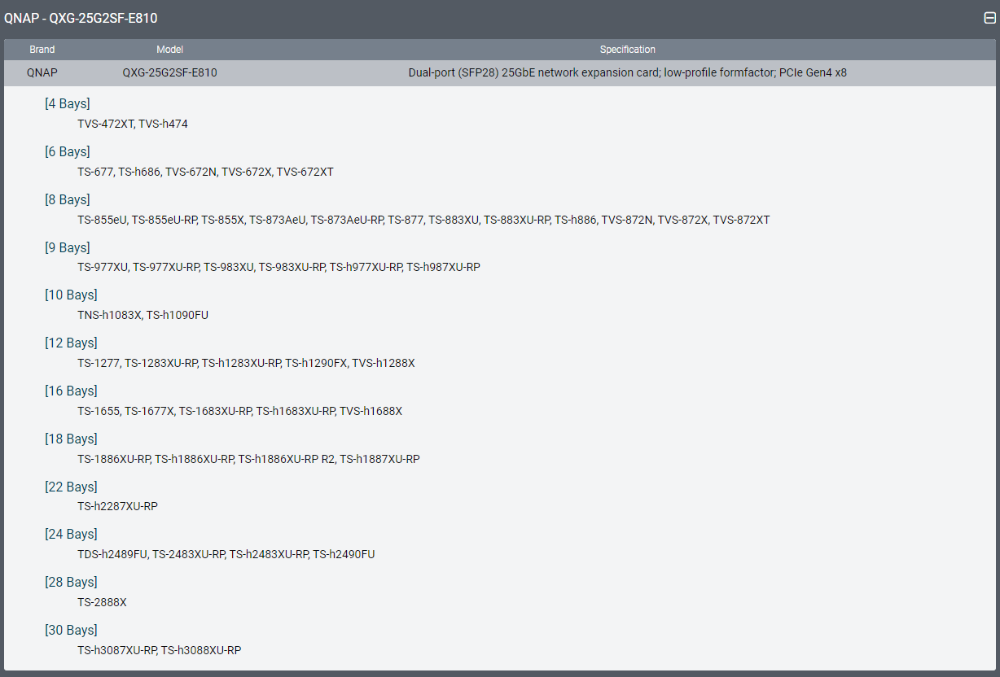 QNAP - QXG-25G2SF-E810
Brand Model Specification
QNAP QXG-25G2SF-E810 Dual-port (SFP28) 25GbE network expansion card; low-profile formfactor; PCIe Gen4 x8
[4 Bays]
TVS-472XT, TVS-h474
[6 Bays]
TS-677, TS-h686, TVS-672N, TVS-672X, TVS-672XT
[8 Bays]
TS-855eU, TS-855eU-RP, TS-855X, TS-873AeU, TS-873AeU-RP, TS-877, TS-883XU, TS-883XU-RP, TS-h886, TVS-872N, TVS-872X, TVS-872XT
[9 Bays]
TS-977XU, TS-977XU-RP, TS-983XU, TS-983XU-RP, TS-h977XU-RP, TS-h987XU-RP
[10 Bays]
TNS-h1083X, TS-h1090FU
[12 Bays]
TS-1277, TS-1283XU-RP, TS-h1283XU-RP, TS-h1290FX, TVS-h1288X
[16 Bays]
TS-1655, TS-1677X, TS-1683XU-RP, TS-h1683XU-RP, TVS-h1688X
[18 Bays]
TS-1886XU-RP, TS-h1886XU-RP, TS-h1886XU-RP R2, TS-h1887XU-RP
[22 Bays]
TS-h2287XU-RP
[24 Bays]
TDS-h2489FU, TS-2483XU-RP, TS-h2483XU-RP, TS-h2490FU
[28 Bays]
TS-2888X
[30 Bays]
TS-h3087XU-RP, TS-h3088XU-RP